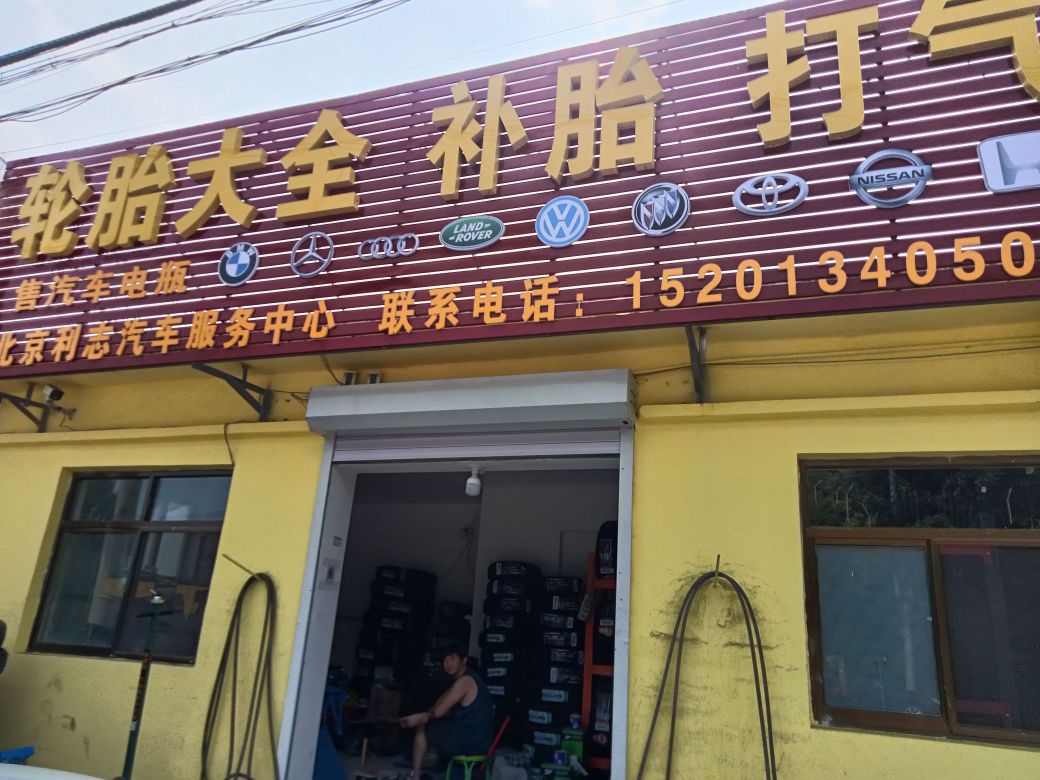 轮胎大全 补胎 打气
LAND-
-ROVER
NISSAN
售汽车电瓶
北京利志汽车服务中心 联系电话：15201334050